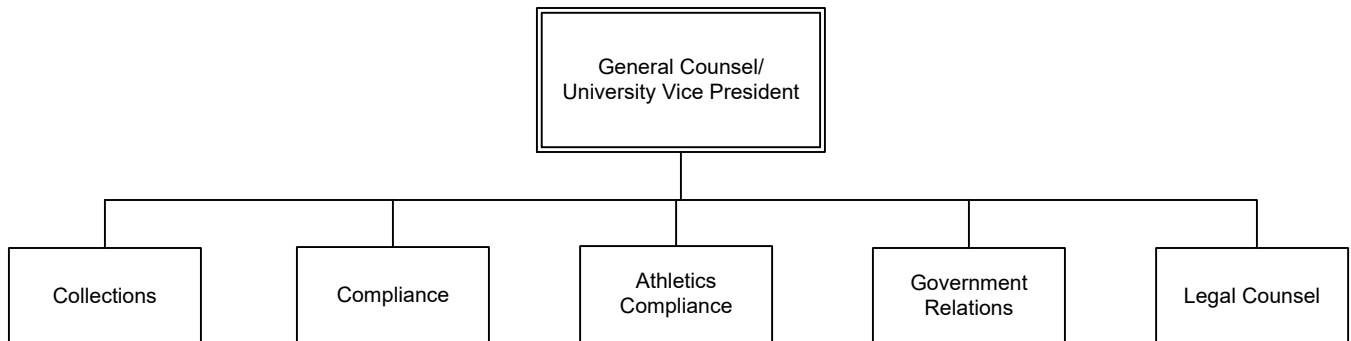 General Counsel/
University Vice President
Collections
Compliance
Athletics
Compliance
Government
Relations
Legal Counsel